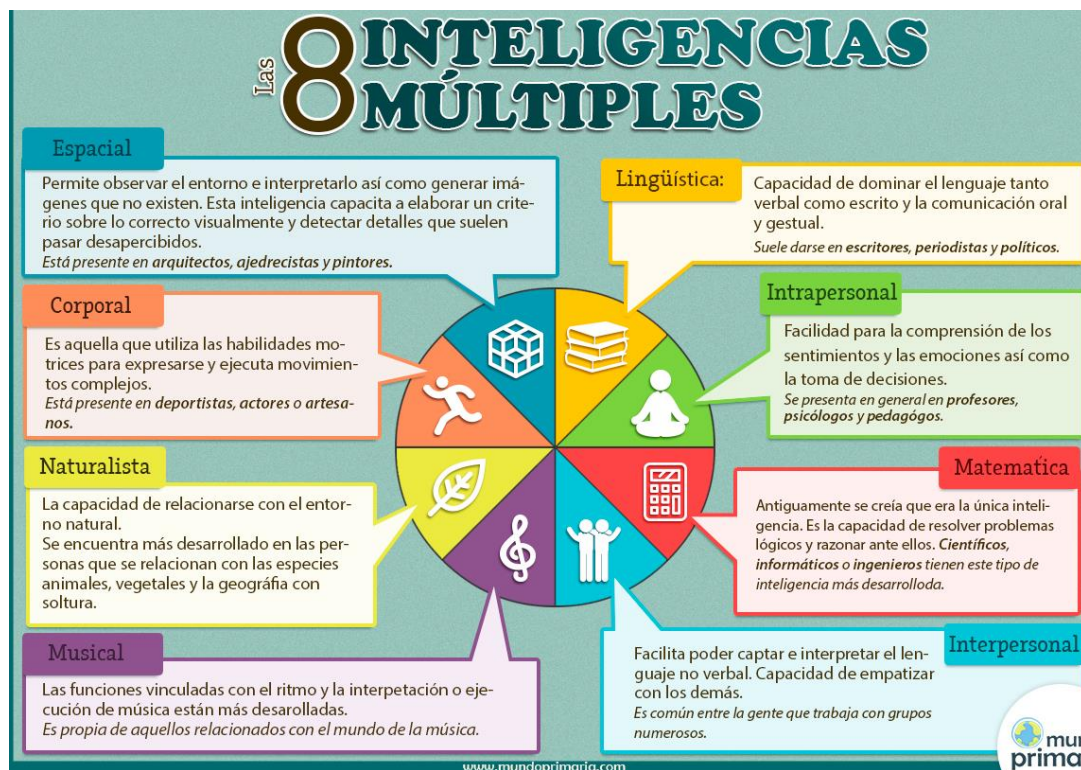 Las 8 INTELIGENCIAS
MÚLTIPLES
Espacial
Permite observar el entorno e interpretarlo así como generar imá-
genes que no existen. Esta inteligencia capacita a elaborar un crite-
rio sobre lo correcto visualmente y detectar detalles que suelen
pasar desapercibidos.
Está presente en arquitectos, ajedrecistas y pintores.
Lingüística:
Capacidad de dominar el lenguaje tanto
verbal como escrito y la comunicación oral
y gestual.
Suele darse en escritores, periodistas y políticos.
Corporal
Es aquella que utiliza las habilidades mo-
trices para expresarse y ejecuta movimien-
tos complejos.
Está presente en deportistas, actores o artesa-
nos.
Intrapersonal
Facilidad para la comprensión de los
sentimientos y las emociones así como
la toma de decisiones.
Se presenta en general en profesores,
psicólogos y pedagógos.
Naturalista
La capacidad de relacionarse con el entor-
no natural.
Se encuentra más desarrollado en las per-
sonas que se relacionan con las especies
animales, vegetales y la geográfia con
soltura.
Matematica
Antiguamente se creía que era la única inteli-
gencia. Es la capacidad de resolver problemas
lógicos y razonar ante ellos. Científicos,
informáticos o ingenieros tienen este tipo de
inteligencia más desarrolloda.
Musical
Las funciones vinculadas con el ritmo y la interpetación o eje-
cución de música están más desarolladas.
Es propia de aquellos relacionados con el mundo de la música.
Interpersonal
Facilita poder captar e interpretar el len-
guaje no verbal. Capacidad de empatizar
con los demás.
Es común entre la gente que trabaja con grupos
numerosos.
mun
prima
www.mundoprimaria.com